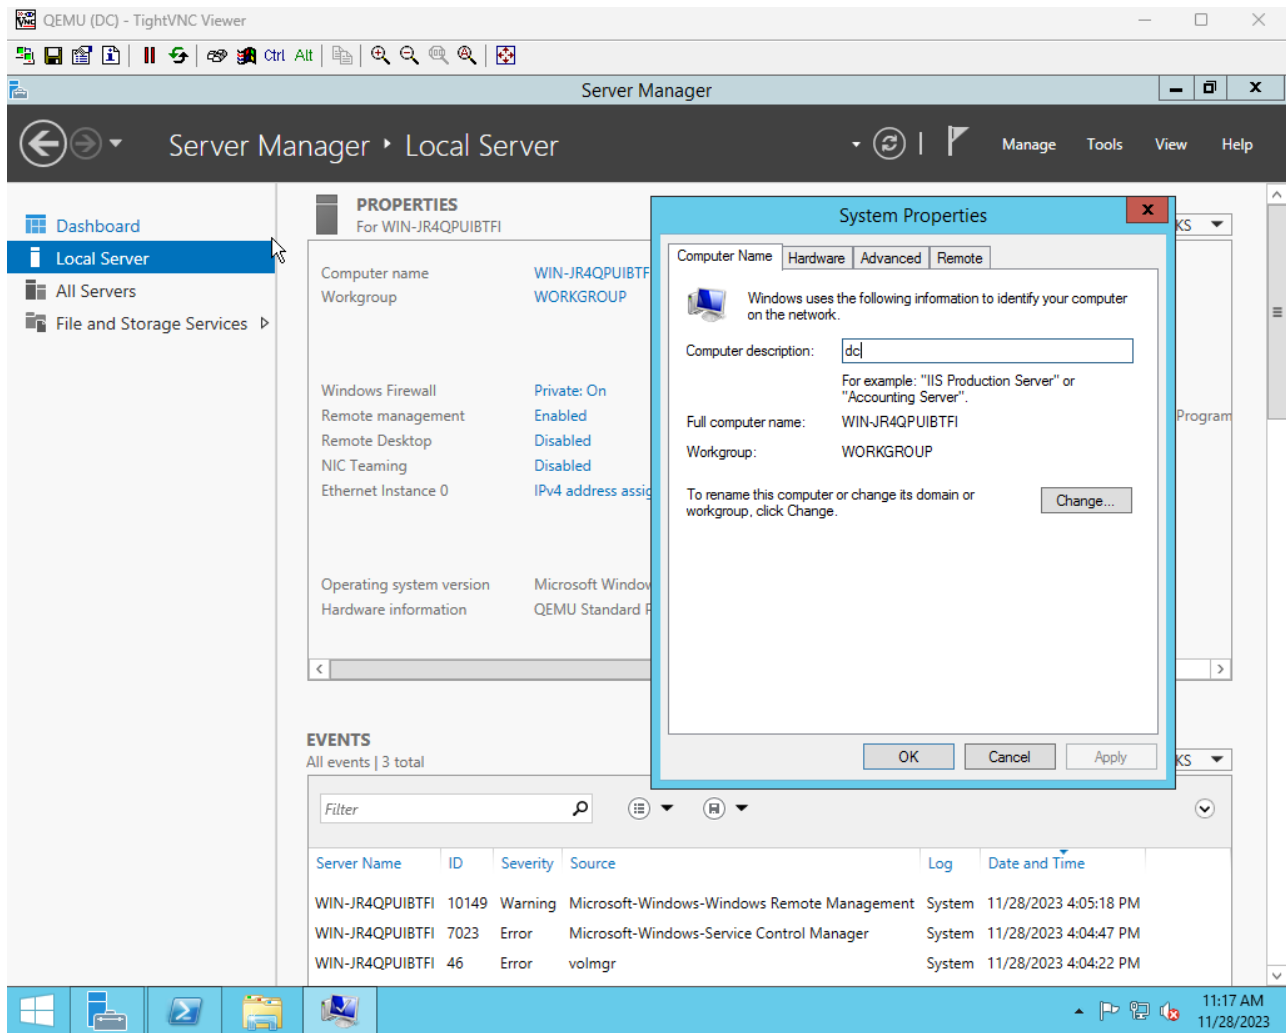 QEMU (DC) - TightVNC Viewer
Ctrl Alt
Server Manager
Server Manager ‣ Local Server
Manage Tools View Help
Dashboard
Local Server
All Servers
File and Storage Services
PROPERTIES
For WIN-JR4QPUIBTFI
KS
Computer name WIN-JR4QPUIBTF
Workgroup WORKGROUP
Windows Firewall Private: On
Remote management Enabled
Program
Remote Desktop Disabled
NIC Teaming Disabled
Ethernet Instance 0 IPv4 address assig
Operating system version Microsoft Window
Hardware information QEMU Standard P
System Properties
Computer Name Hardware Advanced Remote
Windows uses the following information to identify your computer
on the network.
Computer description: dc
For example: "IIS Production Server" or
"Accounting Server".
Full computer name: WIN-JR4QPUIBTFI
Workgroup: WORKGROUP
To rename this computer or change its domain or
workgroup, click Change.
Change...
OK Cancel Apply
EVENTS
All events | 3 total
KS
Filter
Server Name ID Severity Source Log Date and Time
WIN-JR4QPUIBTFI 10149 Warning Microsoft-Windows-Windows Remote Management System 11/28/2023 4:05:18 PM
WIN-JR4QPUIBTFI 7023 Error Microsoft-Windows-Service Control Manager System 11/28/2023 4:04:47 PM
WIN-JR4QPUIBTFI 46 Error volmgr System 11/28/2023 4:04:22 PM
11:17 AM
11/28/2023